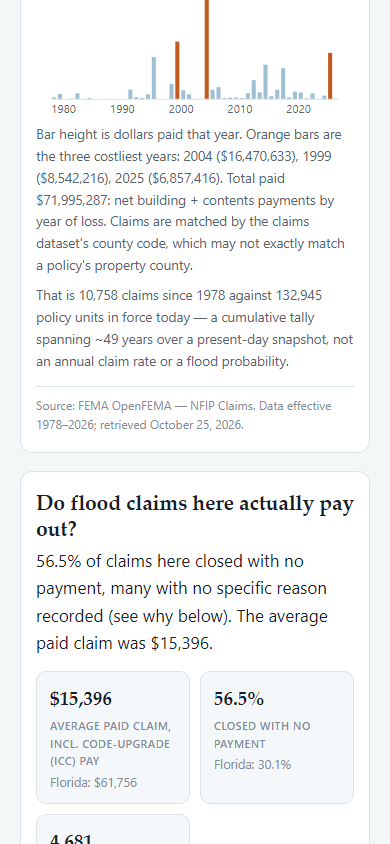 1980 1990 2000 2010 2020
Bar height is dollars paid that year. Orange bars are
the three costliest years: 2004 ($16,470,633), 1999
($8,542,216), 2025 ($6,857,416). Total paid
$71,995,287: net building + contents payments by
year of loss. Claims are matched by the claims
dataset's county code, which may not exactly match
a policy's property county.
That is 10,758 claims since 1978 against 132,945
policy units in force today — a cumulative tally
spanning ~49 years over a present-day snapshot, not
an annual claim rate or a flood probability.
Source: FEMA OpenFEMA — NFIP Claims. Data effective
1978–2026; retrieved October 25, 2026.
Do flood claims here actually pay
out?
56.5% of claims here closed with no
payment, many with no specific reason
recorded (see why below). The average
paid claim was $15,396.
$15,396
AVERAGE PAID CLAIM,
INCL. CODE-UPGRADE
(ICC) PAY
Florida: $61,756
56.5%
CLOSED WITH NO
PAYMENT
Florida: 30.1%
4,681